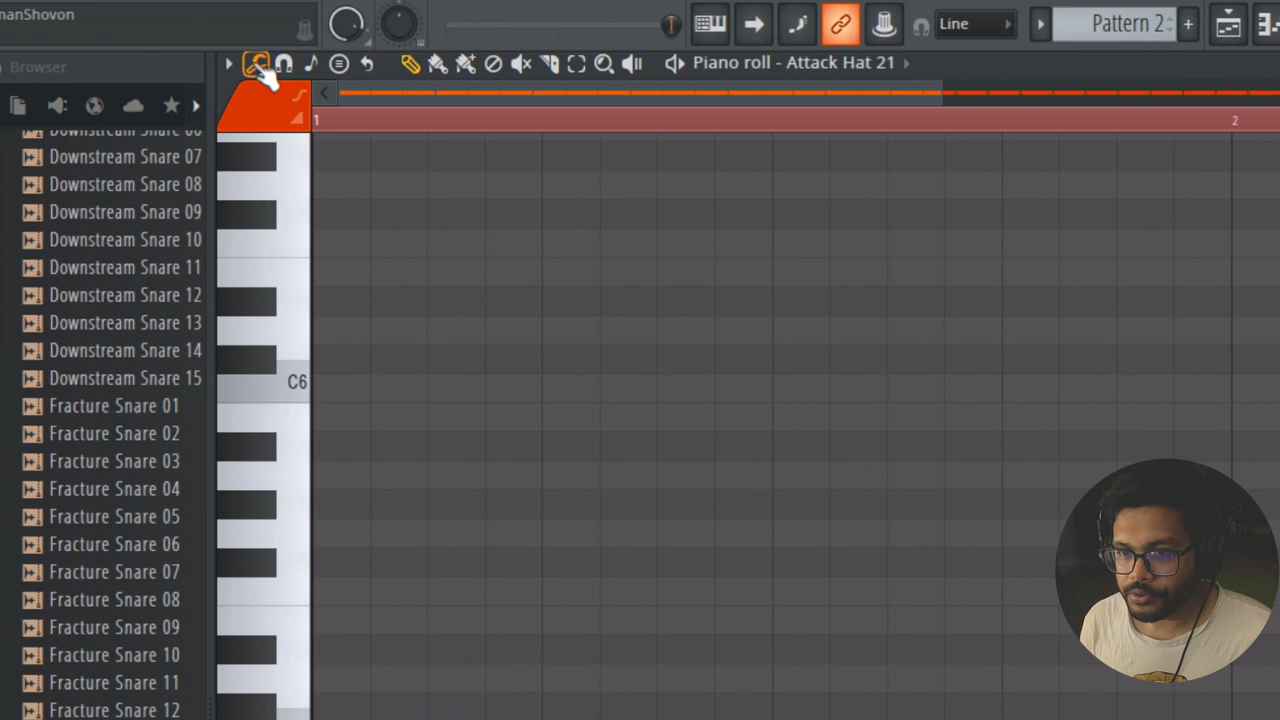 manShovon
Line
Pattern 2
Browser
Piano roll - Attack Hat 21
1
2
Downstream Snare 07
Downstream Snare 08
Downstream Snare 09
Downstream Snare 10
Downstream Snare 11
Downstream Snare 12
Downstream Snare 13
Downstream Snare 14
Downstream Snare 15
C6
Fracture Snare 01
Fracture Snare 02
Fracture Snare 03
Fracture Snare 04
Fracture Snare 05
Fracture Snare 06
Fracture Snare 07
Fracture Snare 08
Fracture Snare 09
Fracture Snare 10
Fracture Snare 11
Fracture Snare 12